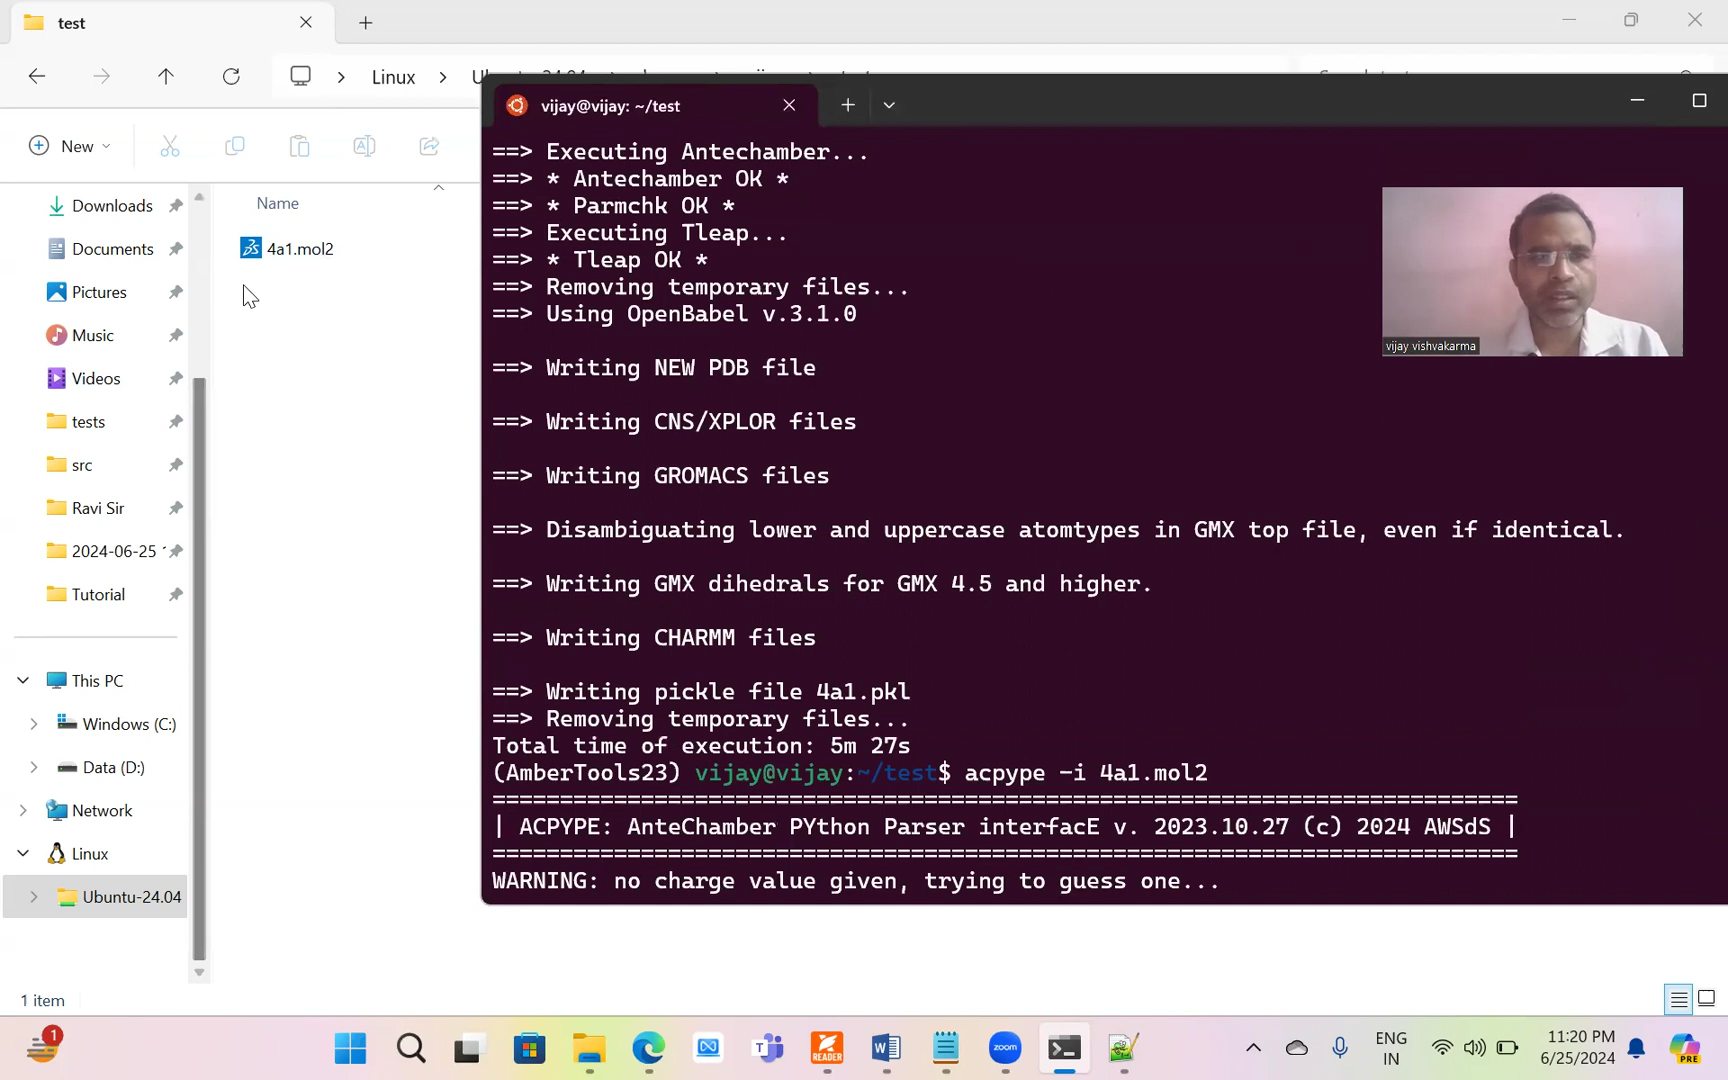 test
Linux
vijay@vijay: ~/test
New
Name
Downloads
Documents
Pictures
Music
Videos
tests
src
Ravi Sir
2024-06-25
Tutorial
This PC
Windows (C:)
Data (D:)
Network
Linux
Ubuntu-24.04
4a1.mol2
==> Executing Antechamber...
==> * Antechamber OK *
==> * Parmchk OK *
==> Executing Tleap...
==> * Tleap OK *
==> Removing temporary files...
==> Using OpenBabel v.3.1.0
==> Writing NEW PDB file
==> Writing CNS/XPLOR files
==> Writing GROMACS files
==> Disambiguating lower and uppercase atomtypes in GMX top file, even if identical.
==> Writing GMX dihedrals for GMX 4.5 and higher.
==> Writing CHARMM files
==> Writing pickle file 4a1.pkl
==> Removing temporary files...
Total time of execution: 5m 27s
(AmberTools23) vijay@vijay:~/test$ acpype -i 4a1.mol2
============================================================================
| ACPYPE: AnteChamber PYthon Parser interfacE v. 2023.10.27 (c) 2024 AWSdS |
============================================================================
WARNING: no charge value given, trying to guess one...
vijay vishvakarma
1 item
1
READER
zoom
ENG
IN
11:20 PM
6/25/2024
PRE